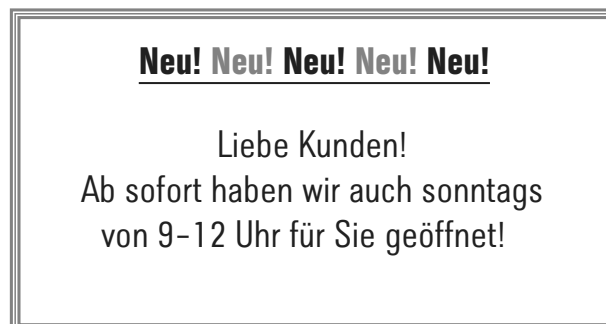 Neu! Neu! Neu! Neu! Neu!
Liebe Kunden!
Ab sofort haben wir auch sonntags
von 9–12 Uhr für Sie geöffnet!